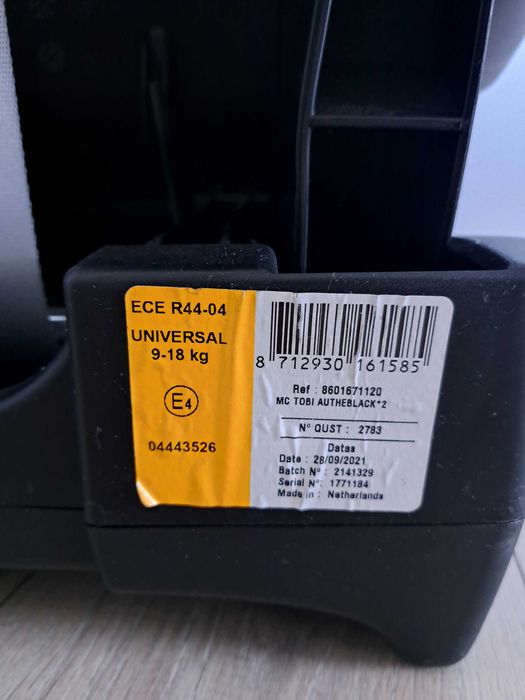 ECE R44-04
UNIVERSAL
9-18 kg
E4
04443526
8 712930 161585
Ref : 8601671120
MC TOBI AUTHEBLACK*2
N° QUST : 2783
Datas
Date : 28/09/2021
Batch N° : 2141329
Serial N°: 1771184
Made in : Netherlands